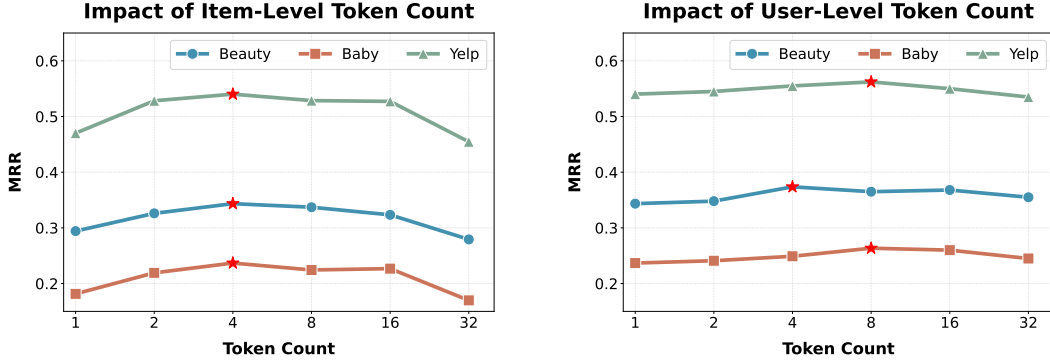 Impact of Item-Level Token Count
Beauty Baby Yelp
0.6
0.5
0.4
0.3
0.2
MRR
1 2 4 8 16 32
Token Count
Impact of User-Level Token Count
Beauty Baby Yelp
0.6
0.5
0.4
0.3
0.2
MRR
1 2 4 8 16 32
Token Count